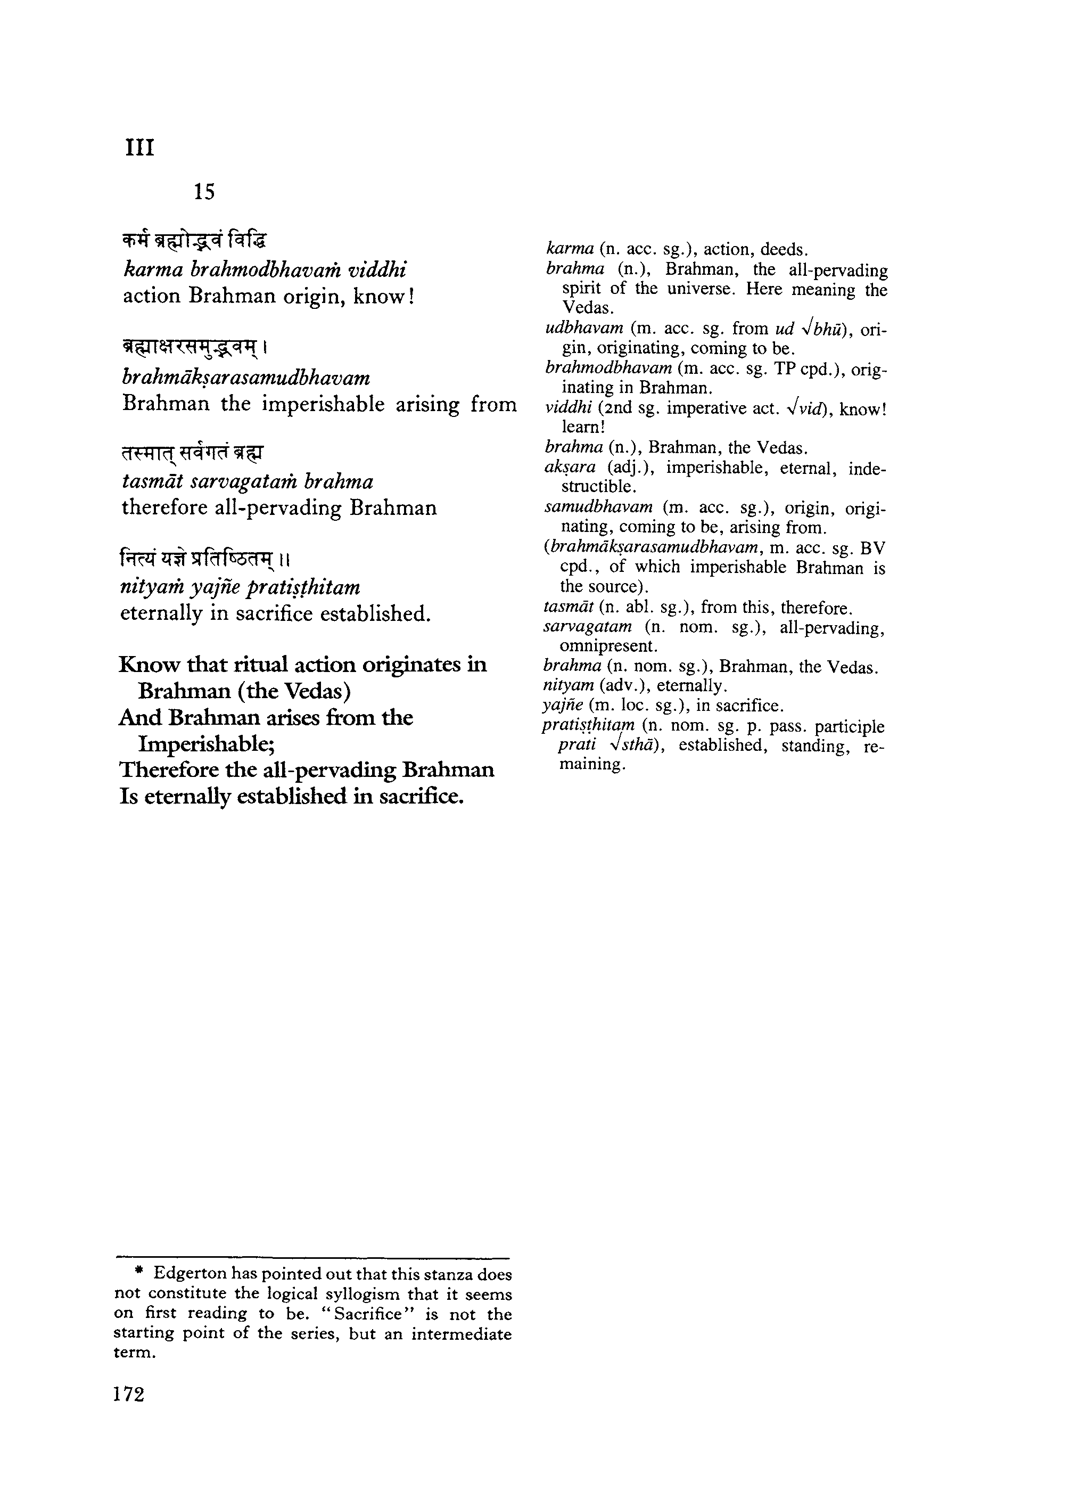 III
15
कर्म ब्रह्मोद्भवं विद्धि
karma brahmodbhavaṁ viddhi
action Brahman origin, know!
ब्रह्माक्षरसमुद्भवम् ।
brahmākṣarasamudbhavam
Brahman the imperishable arising from
तस्मात् सर्वगतं ब्रह्म
tasmāt sarvagataṁ brahma
therefore all-pervading Brahman
नित्यं यज्ञे प्रतिष्ठितम् ।।
nityaṁ yajñe pratiṣṭhitam
eternally in sacrifice established.
Know that ritual action originates in
Brahman (the Vedas)
And Brahman arises from the
Imperishable;
Therefore the all-pervading Brahman
Is eternally established in sacrifice.
karma (n. acc. sg.), action, deeds.
brahma (n.), Brahman, the all-pervading
spirit of the universe. Here meaning the
Vedas.
udbhavam (m. acc. sg. from ud √bhū), ori-
gin, originating, coming to be.
brahmodbhavam (m. acc. sg. TP cpd.), orig-
inating in Brahman.
viddhi (2nd sg. imperative act. √vid), know!
learn!
brahma (n.), Brahman, the Vedas.
akṣara (adj.), imperishable, eternal, inde-
structible.
samudbhavam (m. acc. sg.), origin, origi-
nating, coming to be, arising from.
(brahmākṣarasamudbhavam, m. acc. sg. BV
cpd., of which imperishable Brahman is
the source).
tasmāt (n. abl. sg.), from this, therefore.
sarvagatam (n. nom. sg.), all-pervading,
omnipresent.
brahma (n. nom. sg.), Brahman, the Vedas.
nityam (adv.), eternally.
yajñe (m. loc. sg.), in sacrifice.
pratiṣṭhitam (n. nom. sg. p. pass. participle
prati √sthā), established, standing, re-
maining.
* Edgerton has pointed out that this stanza does
not constitute the logical syllogism that it seems
on first reading to be. "Sacrifice" is not the
starting point of the series, but an intermediate
term.
172